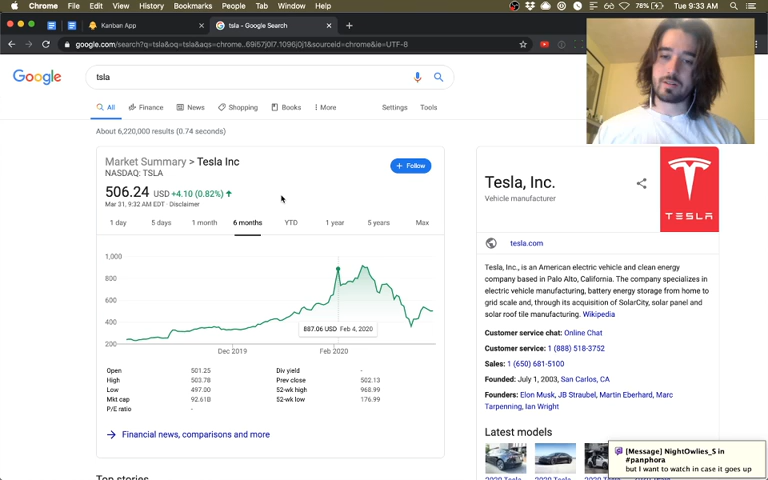 Chrome File Edit View History Bookmarks People Tab Window Help
78% Tue 9:33 AM
Kanban App
tsla - Google Search
google.com/search?q=tsla&oq=tsla&aqs=chrome..69i57j0l7.1096j0j1&sourceid=chrome&ie=UTF-8
Google
tsla
All Finance News Shopping Books More Settings Tools
About 6,220,000 results (0.74 seconds)
Market Summary > Tesla Inc
NASDAQ: TSLA
+ Follow
506.24 USD +4.10 (0.82%)
Mar 31, 9:32 AM EDT · Disclaimer
1 day 5 days 1 month 6 months YTD 1 year 5 years Max
1,000
800
600
400
200
887.06 USD Feb 4, 2020
Dec 2019 Feb 2020
Open 501.25 Div yield -
High 503.78 Prev close 502.13
Low 497.00 52-wk high 968.99
Mkt cap 92.61B 52-wk low 176.99
P/E ratio -
Financial news, comparisons and more
Top stories
Tesla, Inc.
Vehicle manufacturer
TESLA
tesla.com
Tesla, Inc., is an American electric vehicle and clean energy
company based in Palo Alto, California. The company specializes in
electric vehicle manufacturing, battery energy storage from home to
grid scale and, through its acquisition of SolarCity, solar panel and
solar roof tile manufacturing. Wikipedia
Customer service chat: Online Chat
Customer service: 1 (888) 518-3752
Sales: 1 (650) 681-5100
Founded: July 1, 2003, San Carlos, CA
Founders: Elon Musk, JB Straubel, Martin Eberhard, Marc
Tarpenning, Ian Wright
Latest models
[Message] NightOwlies_S in
#panphora
but I want to watch in case it goes up